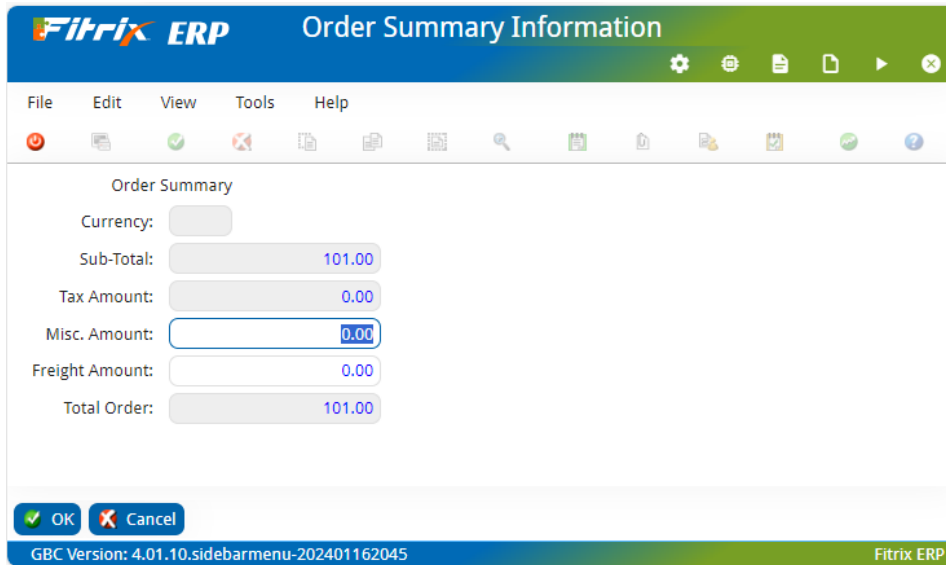 Fitrix ERP Order Summary Information
File Edit View Tools Help
Order Summary
Currency:
Sub-Total: 101.00
Tax Amount: 0.00
Misc. Amount: 0.00
Freight Amount: 0.00
Total Order: 101.00
OK Cancel
GBC Version: 4.01.10.sidebarmenu-202401162045 Fitrix ERP